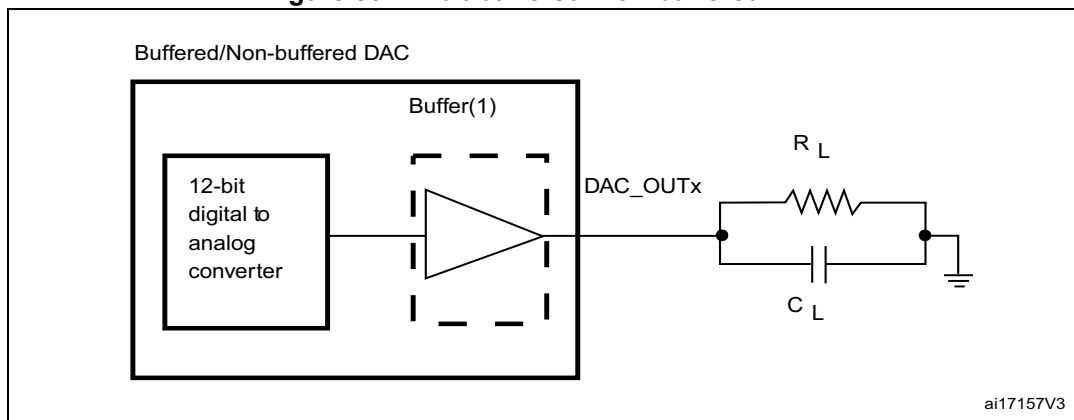 Buffered/Non-buffered DAC
Buffer(1)
R L
12-bit
digital to
analog
converter
DAC_OUTx
C L
ai17157V3